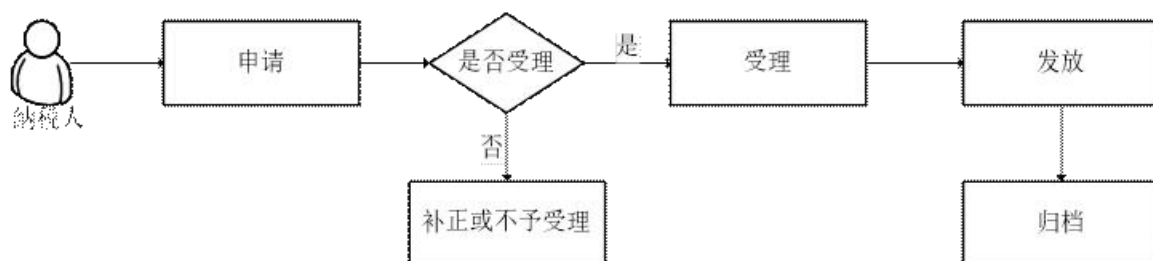 纳税人
申请
是否受理
是
受理
发放
否
补正或不予受理
归档